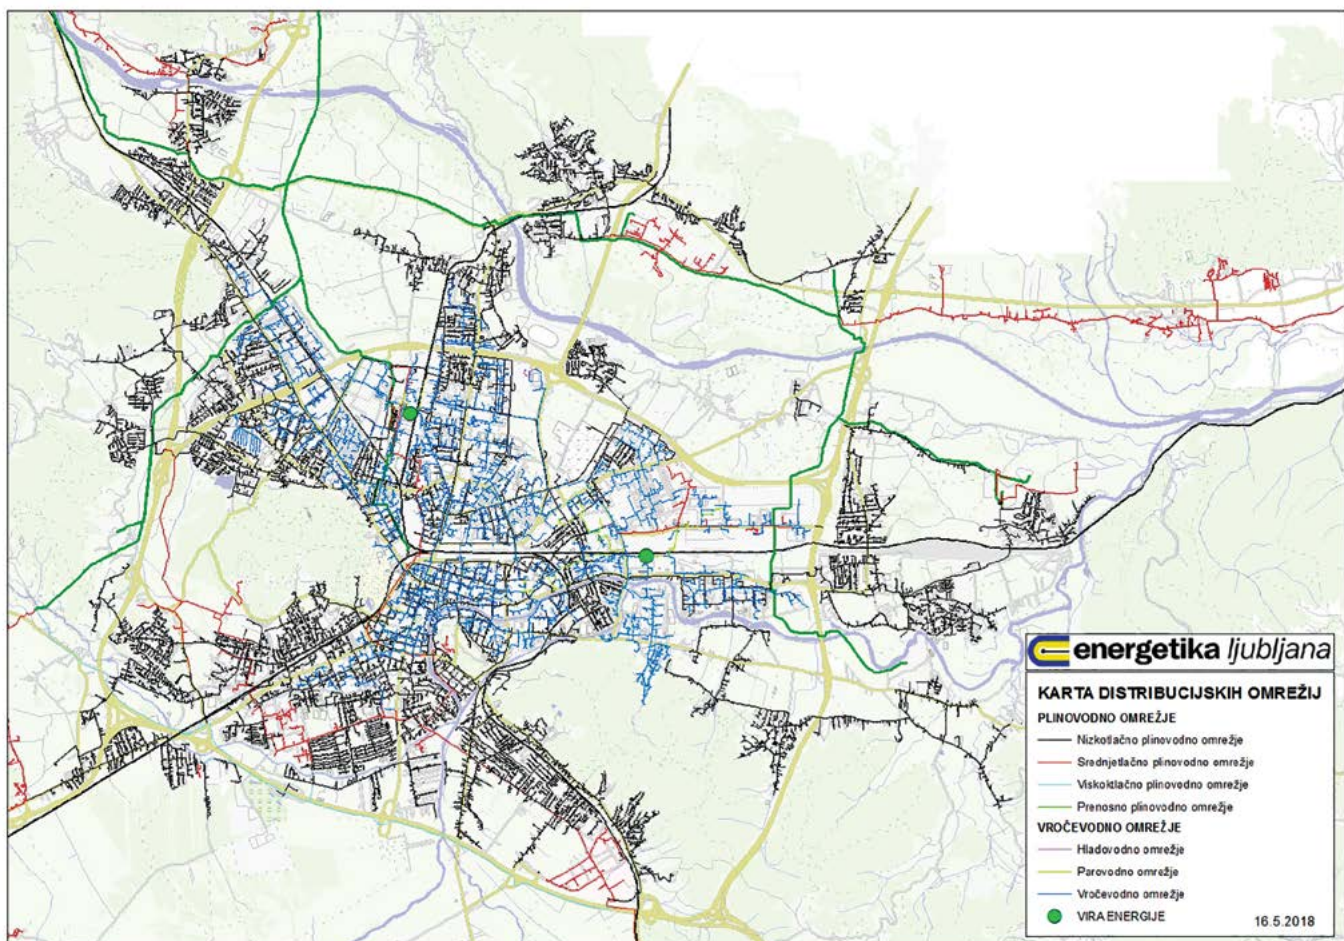 energetika ljubljana
KARTA DISTRIBUCIJSKIH OMREŽIJ
PLINOVODNO OMREŽJE
Nizkotlačno plinovodno omrežje
Srednjetlačno plinovodno omrežje
Viskoktlačno plinovodno omrežje
Prenosno plinovodno omrežje
VROČEVODNO OMREŽJE
Hladovodno omrežje
Parovodno omrežje
Vročevodno omrežje
VIRA ENERGIJE
16.5.2018